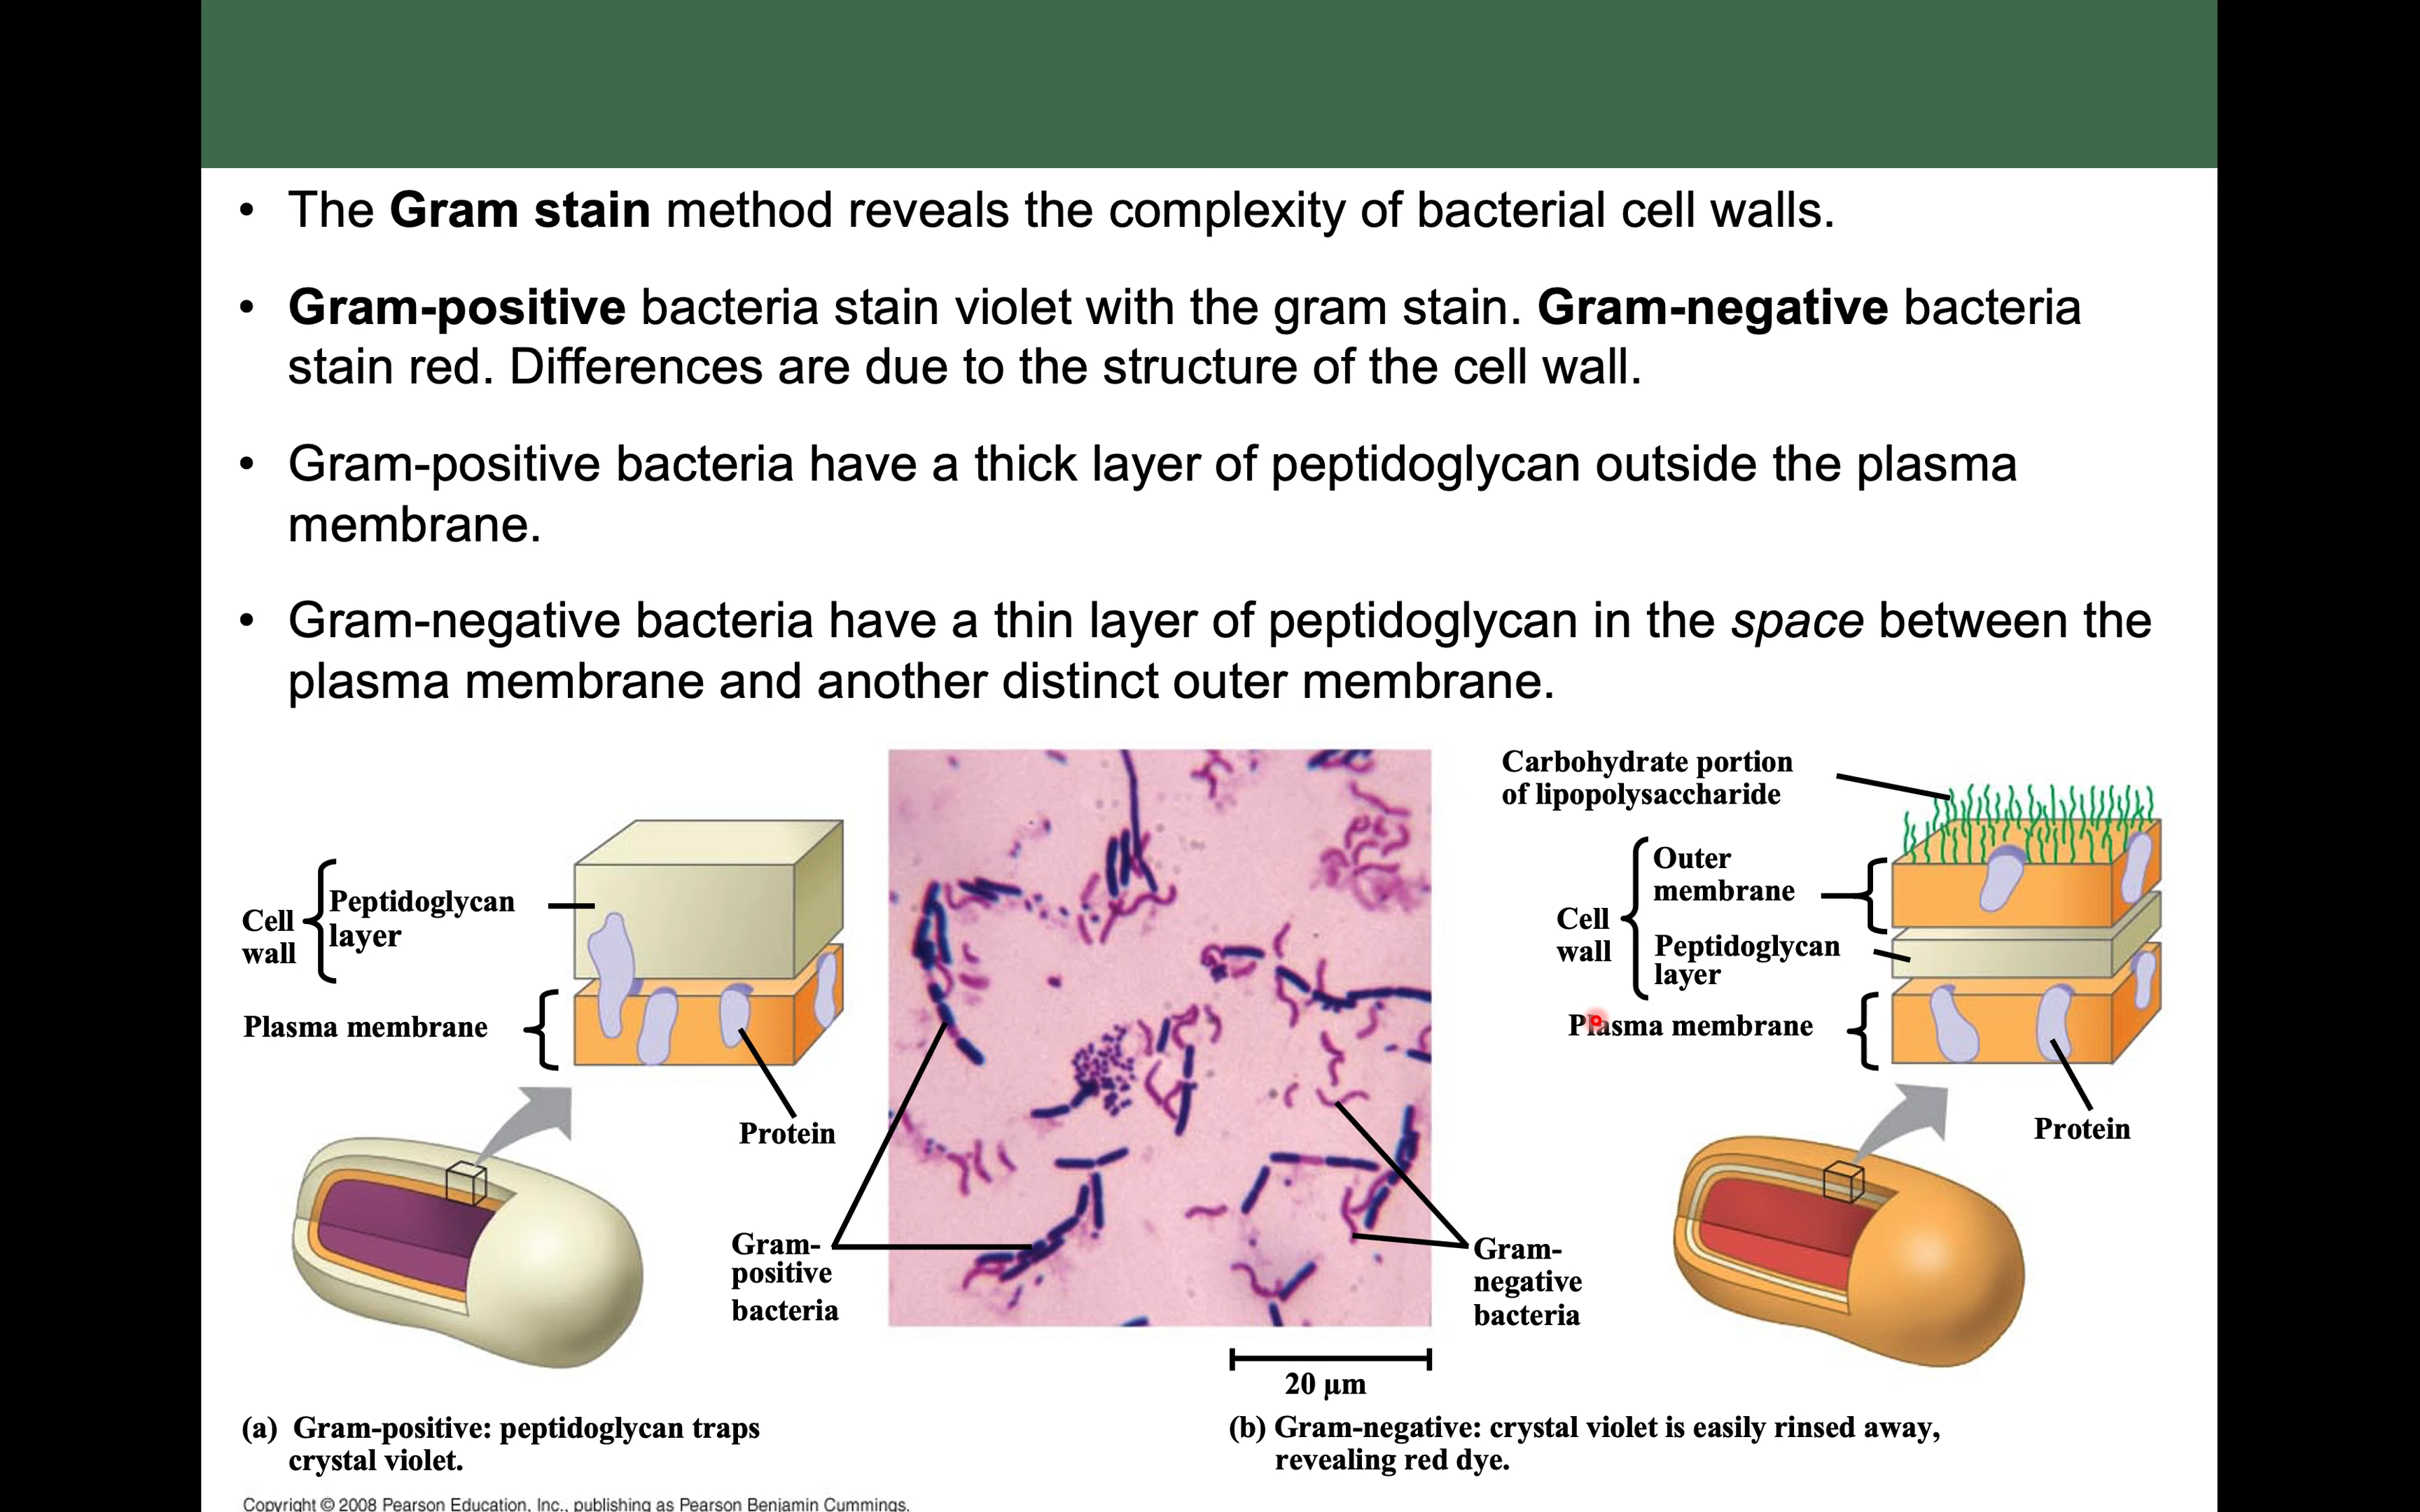 • The Gram stain method reveals the complexity of bacterial cell walls.
• Gram-positive bacteria stain violet with the gram stain. Gram-negative bacteria
stain red. Differences are due to the structure of the cell wall.
• Gram-positive bacteria have a thick layer of peptidoglycan outside the plasma
membrane.
• Gram-negative bacteria have a thin layer of peptidoglycan in the space between the
plasma membrane and another distinct outer membrane.
Cell
wall
Peptidoglycan
layer
Plasma membrane
Protein
Gram-
positive
bacteria
20 µm
Carbohydrate portion
of lipopolysaccharide
Cell
wall
Outer
membrane
Peptidoglycan
layer
Plasma membrane
Protein
Gram-
negative
bacteria
(a) Gram-positive: peptidoglycan traps
crystal violet.
(b) Gram-negative: crystal violet is easily rinsed away,
revealing red dye.
Copyright © 2008 Pearson Education, Inc., publishing as Pearson Benjamin Cummings.